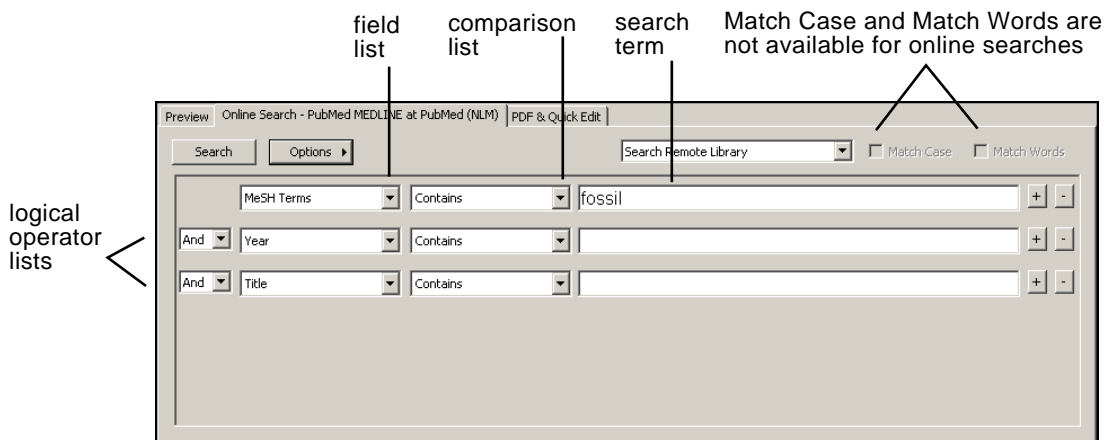 field list
comparison list
search term
Match Case and Match Words are
not available for online searches
Preview Online Search - PubMed MEDLINE at PubMed (NLM) PDF & Quick Edit
Search Options Search Remote Library Match Case Match Words
MeSH Terms Contains fossil + -
logical operator lists
And Year Contains + -
And Title Contains + -